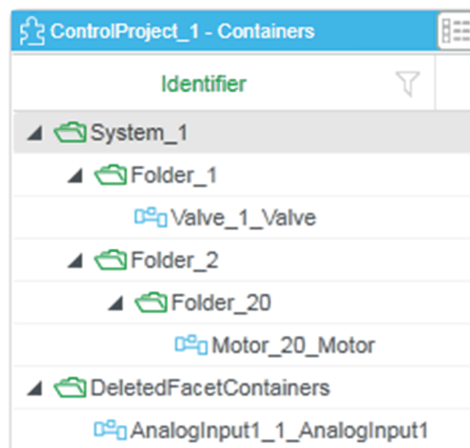 ControlProject_1 - Containers
Identifier
System_1
Folder_1
Valve_1_Valve
Folder_2
Folder_20
Motor_20_Motor
DeletedFacetContainers
AnalogInput1_1_AnalogInput1